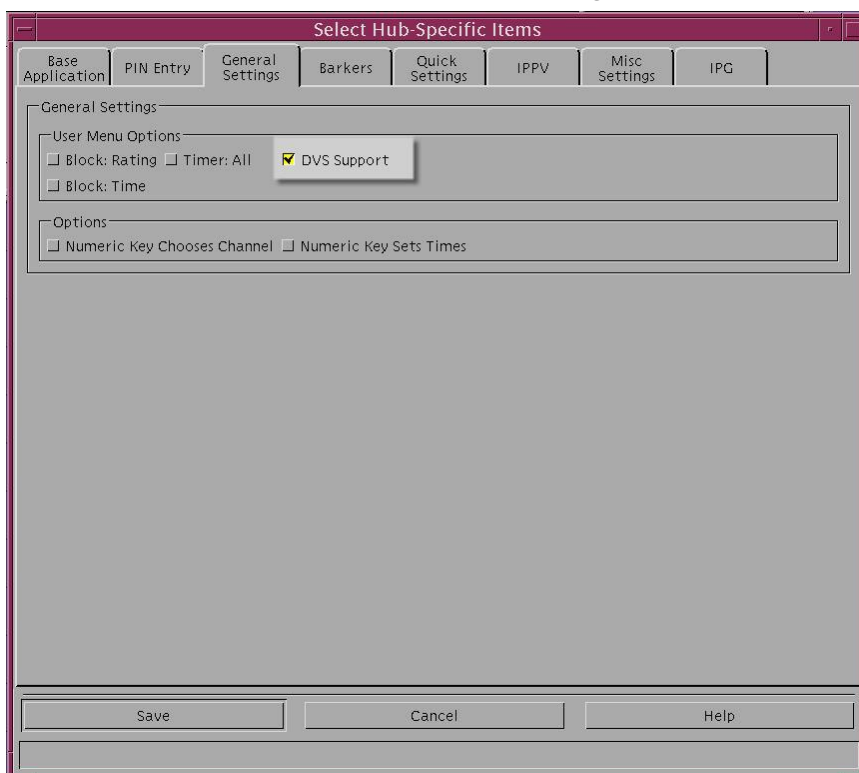 Select Hub-Specific Items
Base Application
PIN Entry
General Settings
Barkers
Quick Settings
IPPV
Misc Settings
IPG
General Settings
User Menu Options
Block: Rating Timer: All DVS Support
Block: Time
Options
Numeric Key Chooses Channel Numeric Key Sets Times
Save Cancel Help